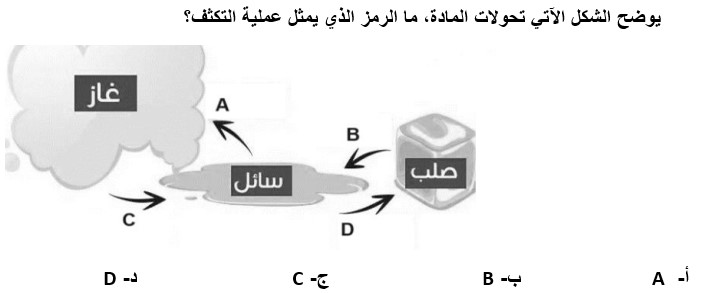 يوضح الشكل الآتي تحولات المادة، ما الرمز الذي يمثل عملية التكثف؟
غاز
A
B
صلب
سائل
C
D
أ- A ب- B ج- C د- D